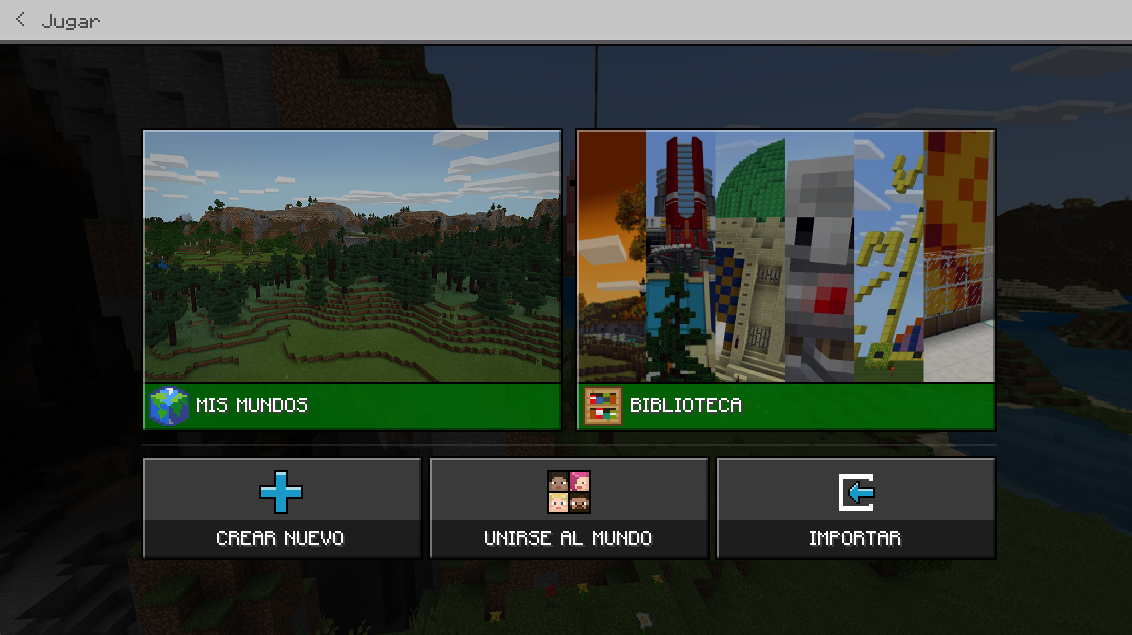 Jugar
MIS MUNDOS
BIBLIOTECA
CREAR NUEVO
UNIRSE AL MUNDO
IMPORTAR